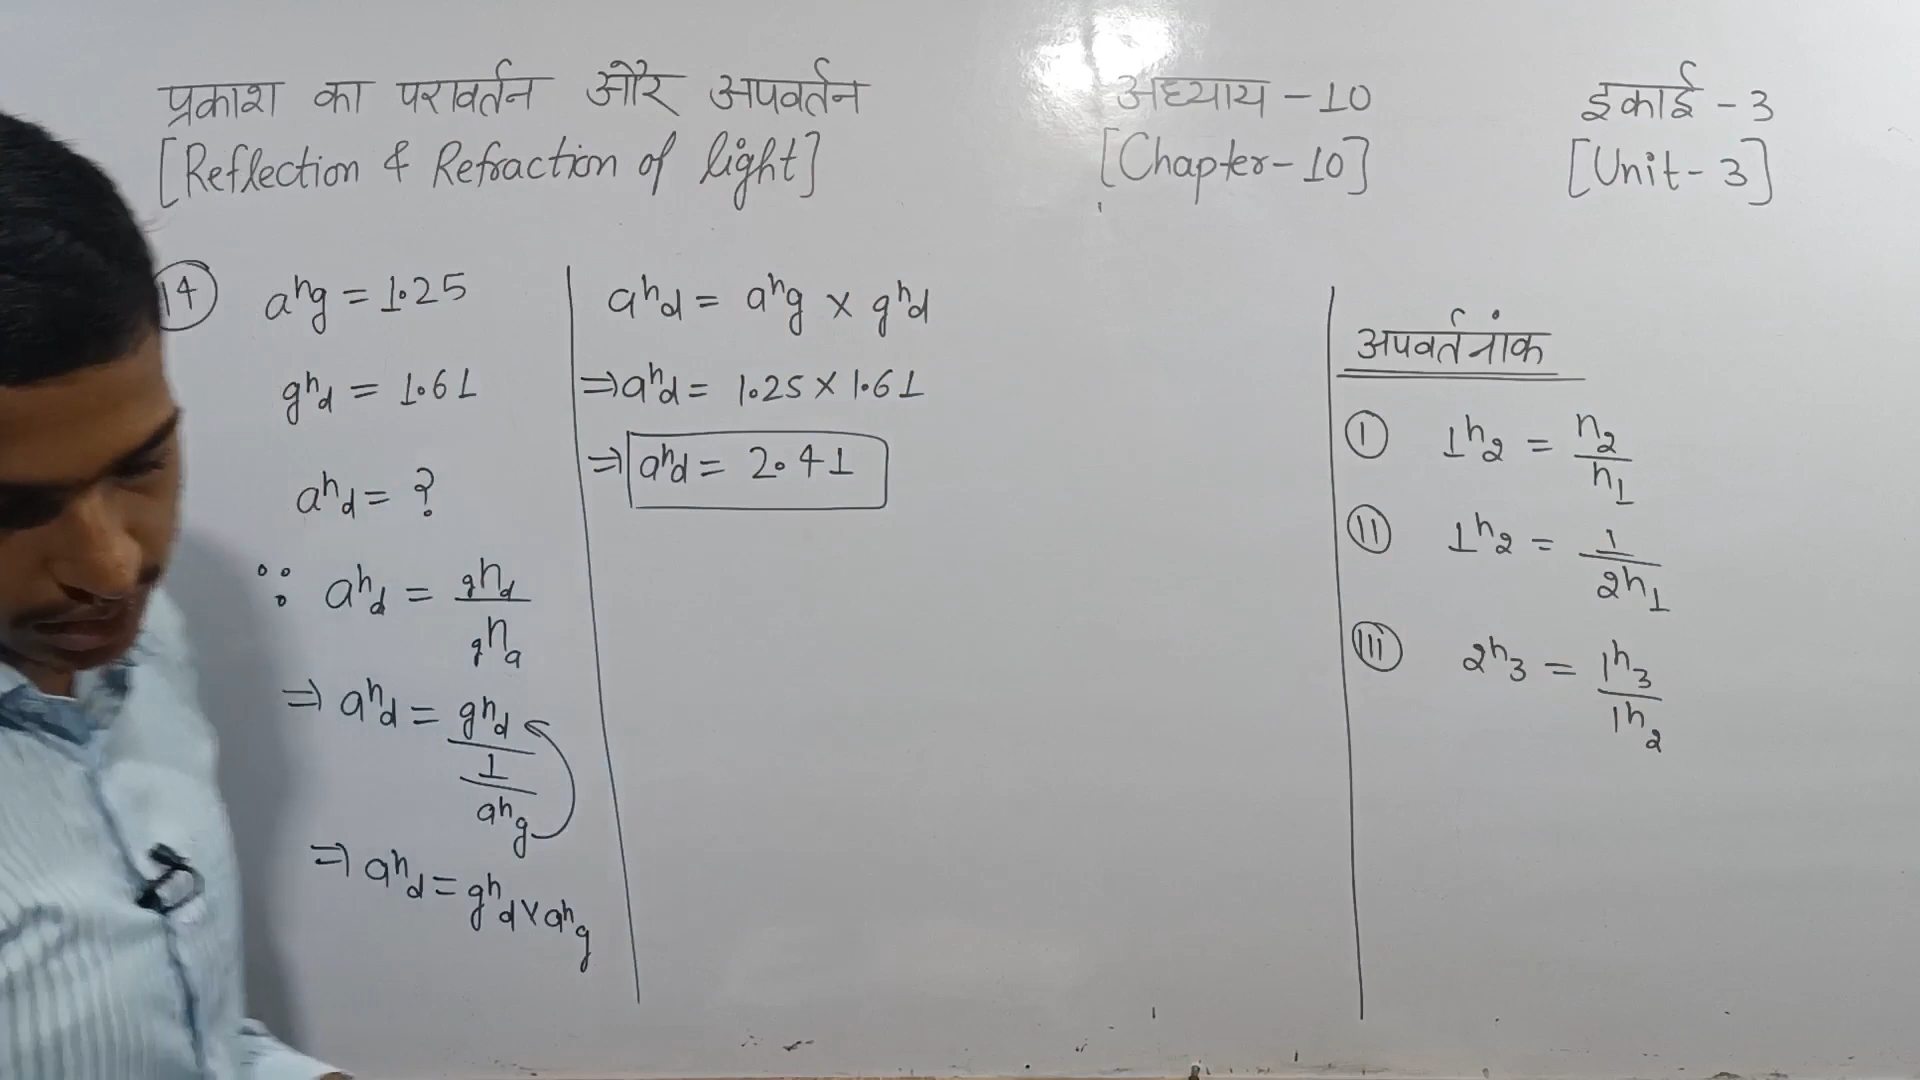 प्रकाश का परावर्तन और अपवर्तन
[Reflection & Refraction of light]
अध्याय - 10
[Chapter - 10]
इकाई - 3
[Unit - 3]
14 ang = 1.25
gnd = 1.61
and = ?
∵ and = gnd / gna
⇒ and = gnd / (1 / ang)
⇒ and = gnd × ang
and = ang × gnd
⇒ and = 1.25 × 1.61
⇒ and = 2.41
अपवर्तनांक
I 1n2 = n2 / n1
II 1n2 = 1 / 2n1
III 2n3 = 1n3 / 1n2